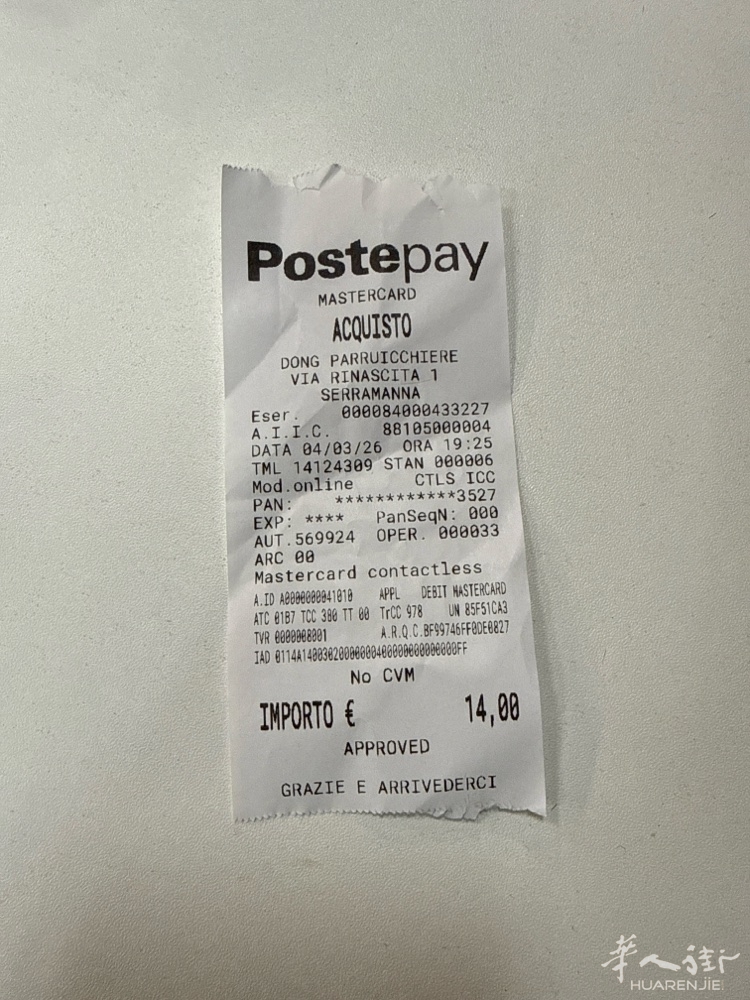 Postepay
MASTERCARD
ACQUISTO
DONG PARRUICCHIERE
VIA RINASCITA 1
SERRAMANNA
Eser. 000084000433227
A.I.I.C. 88105000004
DATA 04/03/26 ORA 19:25
TML 14124309 STAN 000006
Mod.online CTLS ICC
PAN: ************3527
EXP: **** PanSeqN: 000
AUT.569924 OPER. 000033
ARC 00
Mastercard contactless
A.ID A0000000041010 APPL DEBIT MASTERCARD
ATC 01B7 TCC 380 TT 00 TrCC 978 UN 85F51CA3
TVR 0000008001 A.R.Q.C.BF99746FF0DE0827
IAD
No CVM
IMPORTO € 14,00
APPROVED
GRAZIE E ARRIVEDERCI
華人街
HUARENJIE